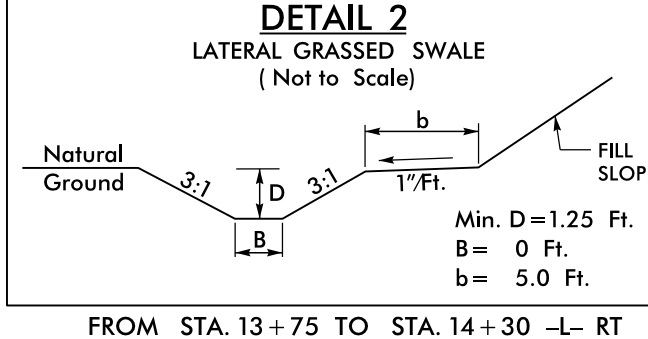 DETAIL 2
LATERAL GRASSED SWALE
( Not to Scale)
b
Natural
Ground
3:1
D
3:1
1"/Ft.
FILL
SLOP
B
Min. D=1.25 Ft.
B= 0 Ft.
b= 5.0 Ft.
FROM STA. 13+75 TO STA. 14+30 -L- RT